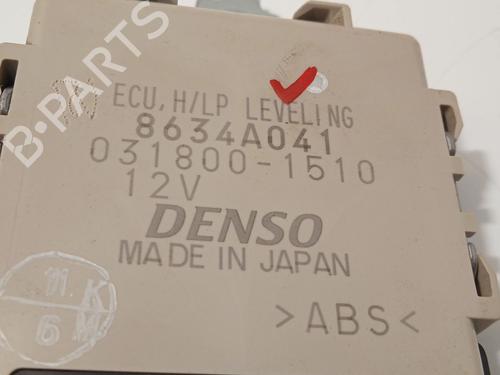 B-PARTS
ECU, H/LP LEVELING
8634A041
031800-1510
12V
DENSO
MADE IN JAPAN
11. K
6 M
>ABS<